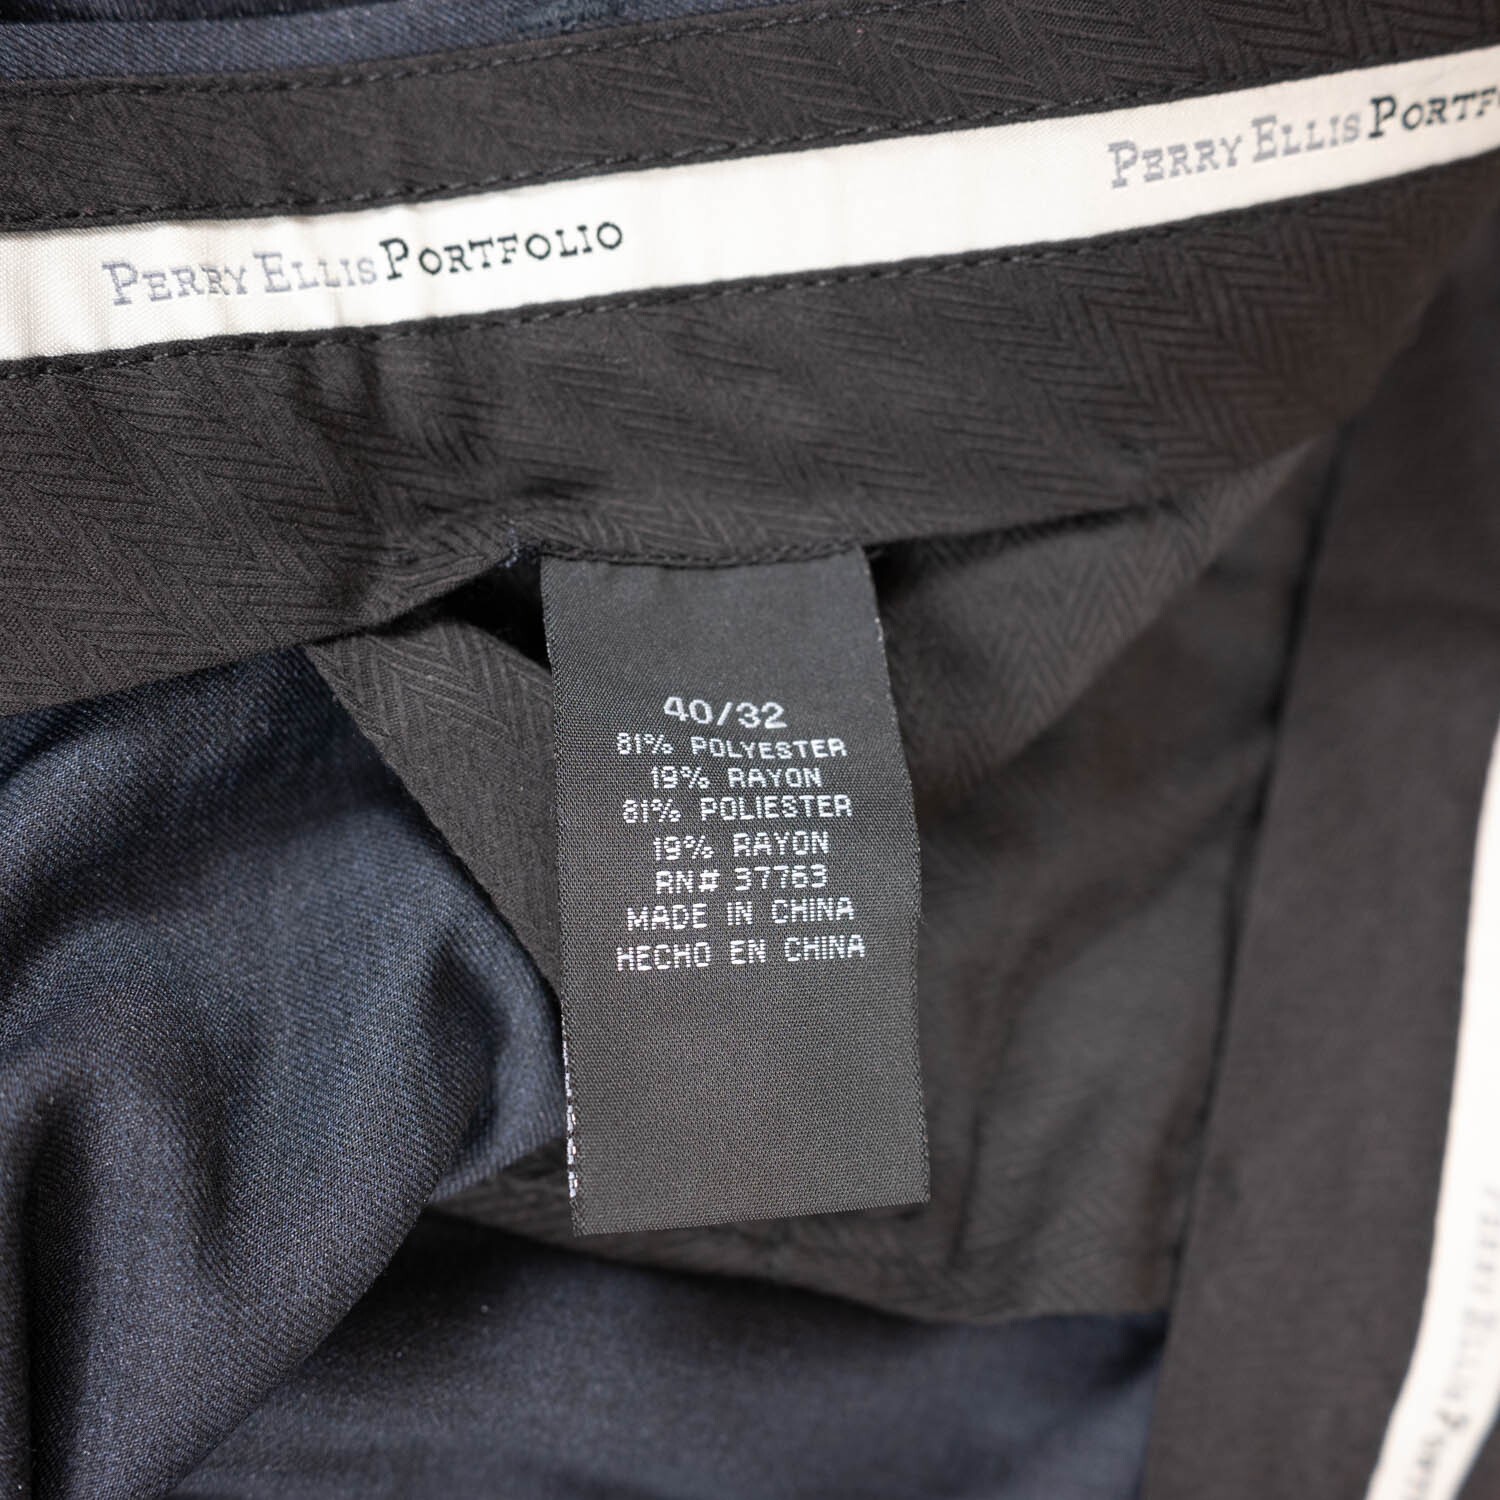 PERRY ELLIS PORTFOLIO
PERRY ELLIS PORTF
40/32
81% POLYESTER
19% RAYON
81% POLIESTER
19% RAYON
RN# 37763
MADE IN CHINA
HECHO EN CHINA